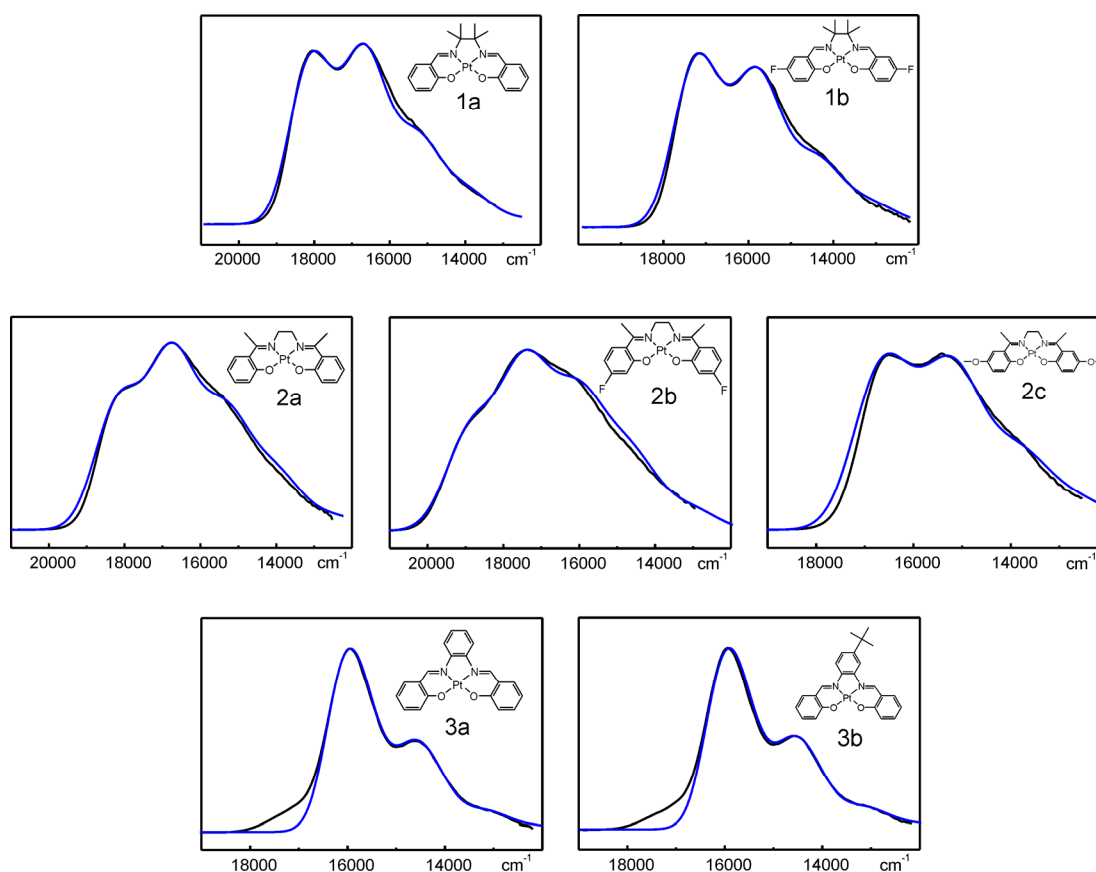 N N
Pt
O O
1a
20000 18000 16000 14000 cm-1
N N
F Pt F
O O
1b
18000 16000 14000 cm-1
N N
Pt
O O
2a
20000 18000 16000 14000 cm-1
N N
Pt
O O
F F
2b
20000 18000 16000 14000 cm-1
N N
O Pt O
O O
2c
18000 16000 14000 cm-1
N N
Pt
O O
3a
18000 16000 14000 cm-1
N N
Pt
O O
3b
18000 16000 14000 cm-1